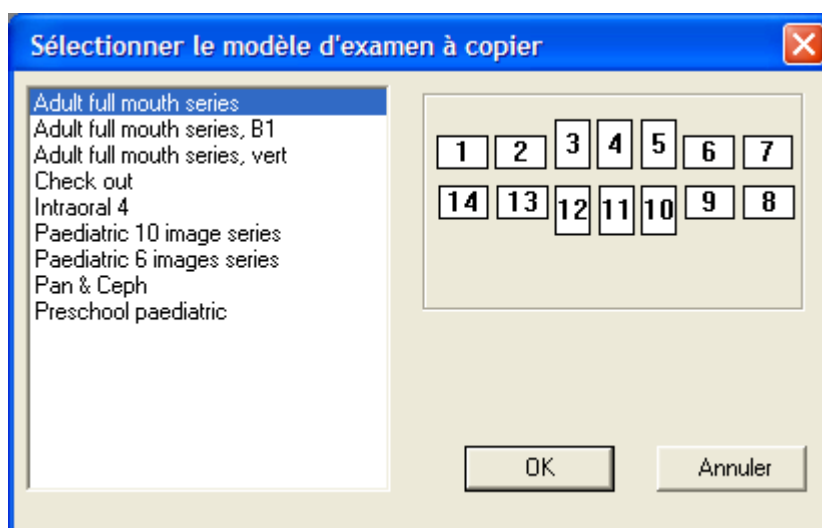 Sélectionner le modèle d'examen à copier
Adult full mouth series
Adult full mouth series, B1
Adult full mouth series, vert
Check out
Intraoral 4
Paediatric 10 image series
Paediatric 6 images series
Pan & Ceph
Preschool paediatric
1 2 3 4 5 6 7
14 13 12 11 10 9 8
OK Annuler